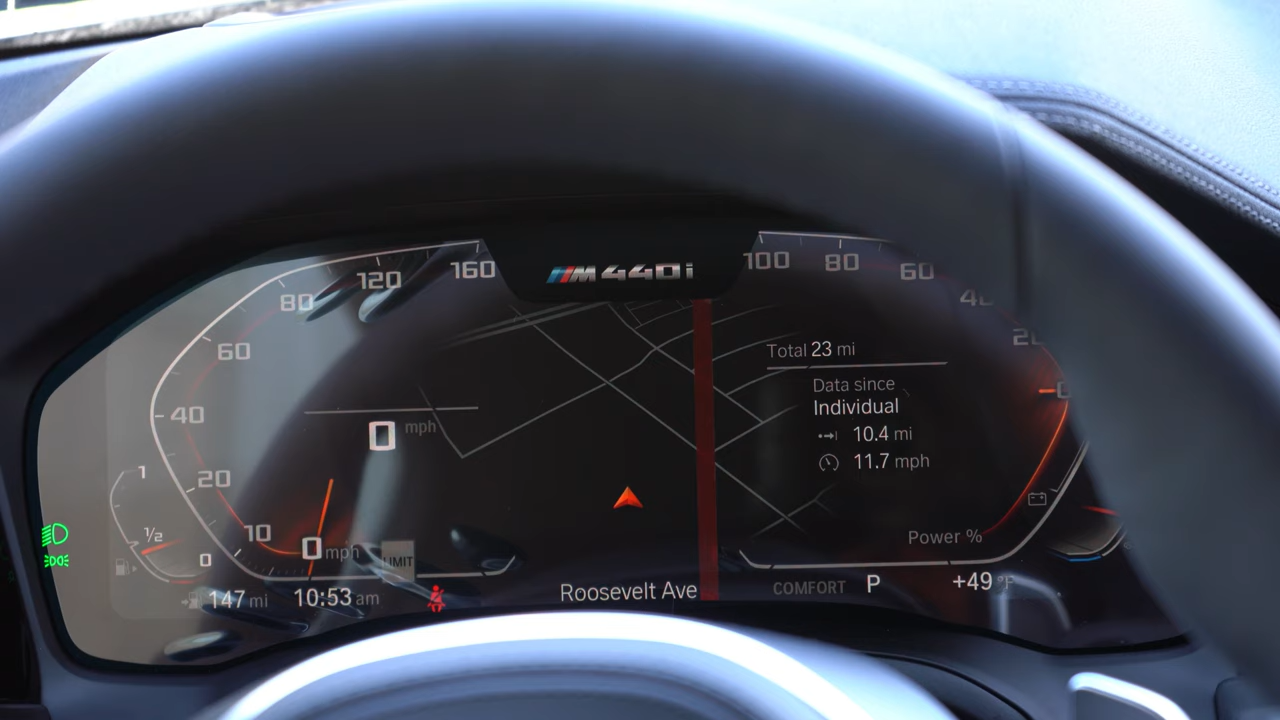 M440i
160
120
80
60
40
20
10
0
0 mph
0 mph
LIMIT
1
1/2
0
147 mi
10:53 am
Roosevelt Ave
100
80
60
0
Total 23 mi
Data since
Individual
10.4 mi
11.7 mph
Power %
COMFORT
P
+49 °F